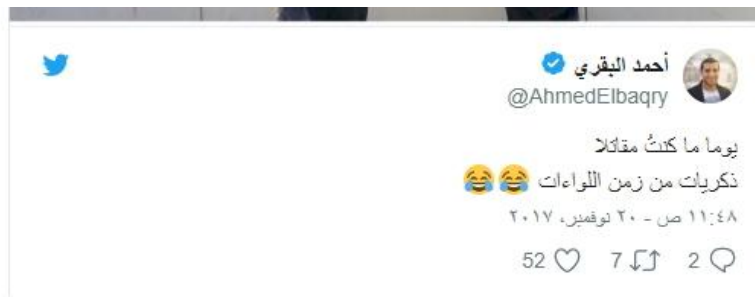 أحمد البقري
@AhmedElbaqry
يوما ما كنتُ مقاتلا
ذكريات من زمن اللواءات 😂😂
١١:٤٨ ص - ٢٠ نوفمبر، ٢٠١٧
2 7 52